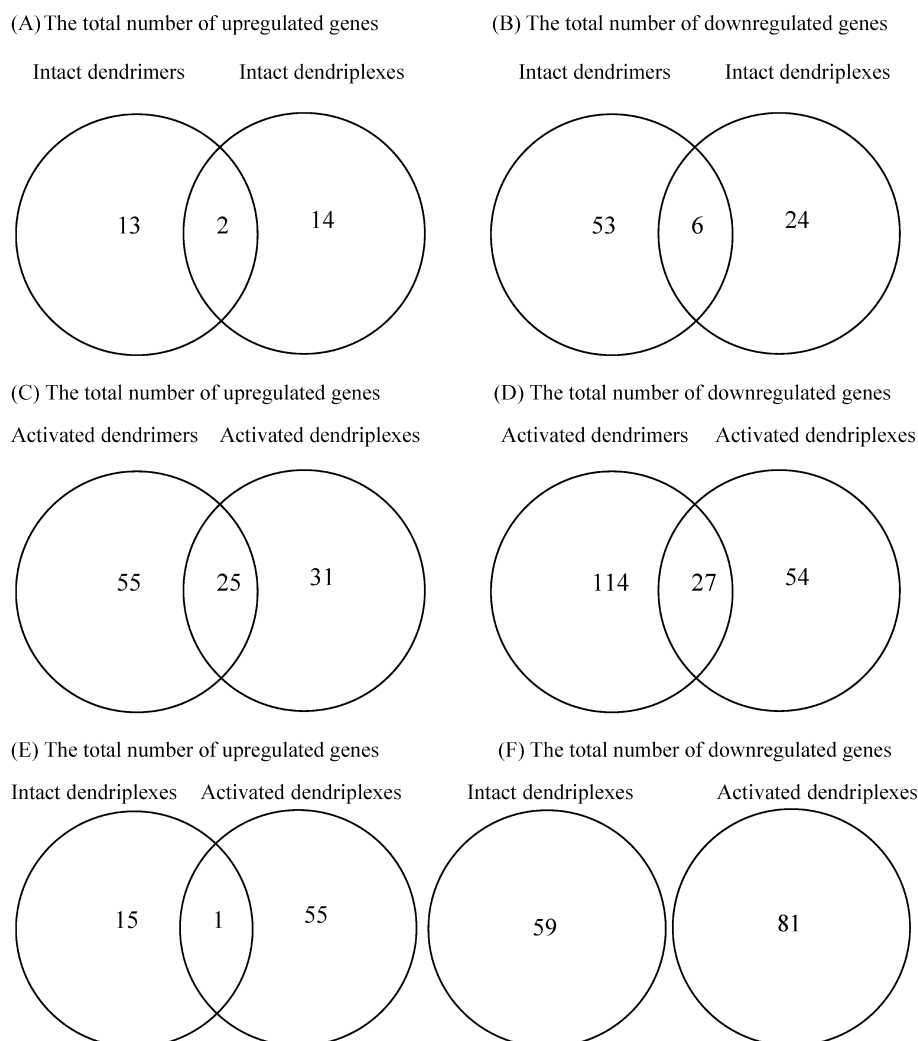 (A) The total number of upregulated genes
(B) The total number of downregulated genes
Intact dendrimers
Intact dendriplexes
Intact dendrimers
Intact dendriplexes
13
2
14
53
6
24
(C) The total number of upregulated genes
(D) The total number of downregulated genes
Activated dendrimers
Activated dendriplexes
Activated dendrimers
Activated dendriplexes
55
25
31
114
27
54
(E) The total number of upregulated genes
(F) The total number of downregulated genes
Intact dendriplexes
Activated dendriplexes
Intact dendriplexes
Activated dendriplexes
15
1
55
59
81